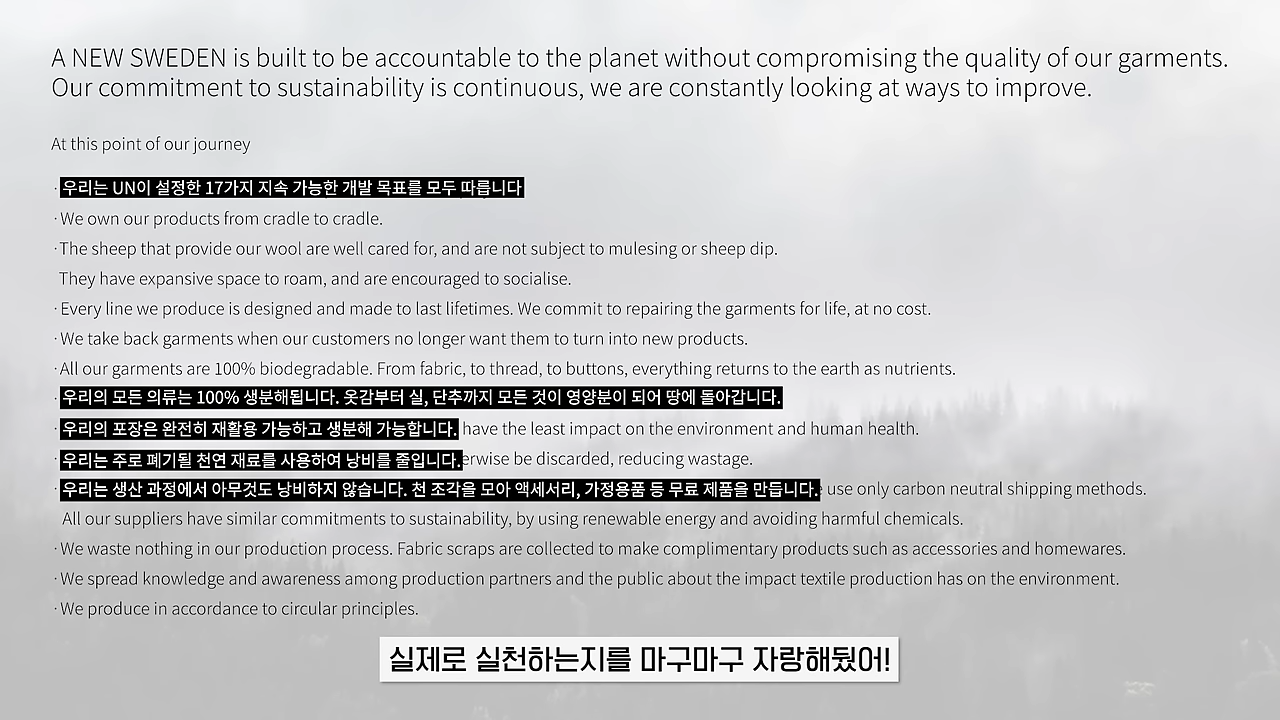 A NEW SWEDEN is built to be accountable to the planet without compromising the quality of our garments.
Our commitment to sustainability is continuous, we are constantly looking at ways to improve.
At this point of our journey
· 우리는 UN이 설정한 17가지 지속 가능한 개발 목표를 모두 따릅니다
· We own our products from cradle to cradle.
· The sheep that provide our wool are well cared for, and are not subject to mulesing or sheep dip.
They have expansive space to roam, and are encouraged to socialise.
· Every line we produce is designed and made to last lifetimes. We commit to repairing the garments for life, at no cost.
· We take back garments when our customers no longer want them to turn into new products.
· All our garments are 100% biodegradable. From fabric, to thread, to buttons, everything returns to the earth as nutrients.
· 우리의 모든 의류는 100% 생분해됩니다. 옷감부터 실, 단추까지 모든 것이 영양분이 되어 땅에 돌아갑니다.
· 우리의 포장은 완전히 재활용 가능하고 생분해 가능합니다. have the least impact on the environment and human health.
· 우리는 주로 폐기될 천연 재료를 사용하여 낭비를 줄입니다. erwise be discarded, reducing wastage.
· 우리는 생산 과정에서 아무것도 낭비하지 않습니다. 천 조각을 모아 액세서리, 가정용품 등 무료 제품을 만듭니다. use only carbon neutral shipping methods.
All our suppliers have similar commitments to sustainability, by using renewable energy and avoiding harmful chemicals.
· We waste nothing in our production process. Fabric scraps are collected to make complimentary products such as accessories and homewares.
· We spread knowledge and awareness among production partners and the public about the impact textile production has on the environment.
· We produce in accordance to circular principles.
실제로 실천하는지를 마구마구 자랑해뒀어!